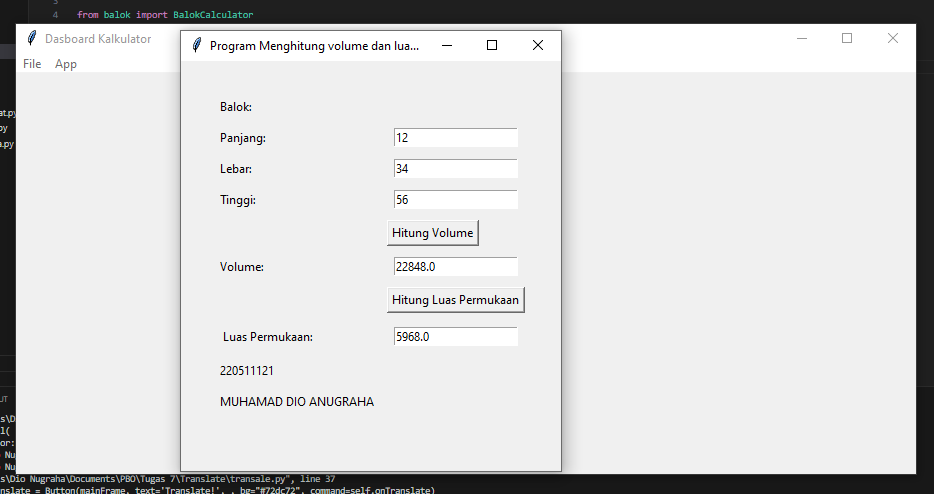 3
4 from balok import BalokCalculator
Dasboard Kalkulator
File App
Program Menghitung volume dan lua...
Balok:
Panjang: 12
Lebar: 34
Tinggi: 56
Hitung Volume
Volume: 22848.0
Hitung Luas Permukaan
Luas Permukaan: 5968.0
220511121
MUHAMAD DIO ANUGRAHA
at.py
py
a.py
UT
s\D
l(
or:
Nu
Nu
s\Dio Nugraha\Documents\PBO\Tugas 7\Translate\transale.py", line 37
nslate = Button(mainFrame, text='Translate!', , bg="#72dc72", command=self.onTranslate)